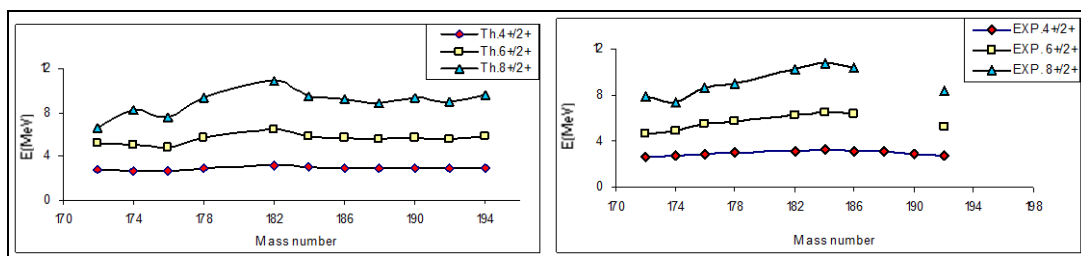 Th.4+/2+
Th.6+/2+
Th.8+/2+
12
8
4
0
E[MeV]
170 174 178 182 186 190 194
Mass number
EXP.4+/2+
EXP. 6+/2+
EXP. 8+/2+
12
8
4
0
E[MeV]
170 174 178 182 186 190 194 198
Mass number